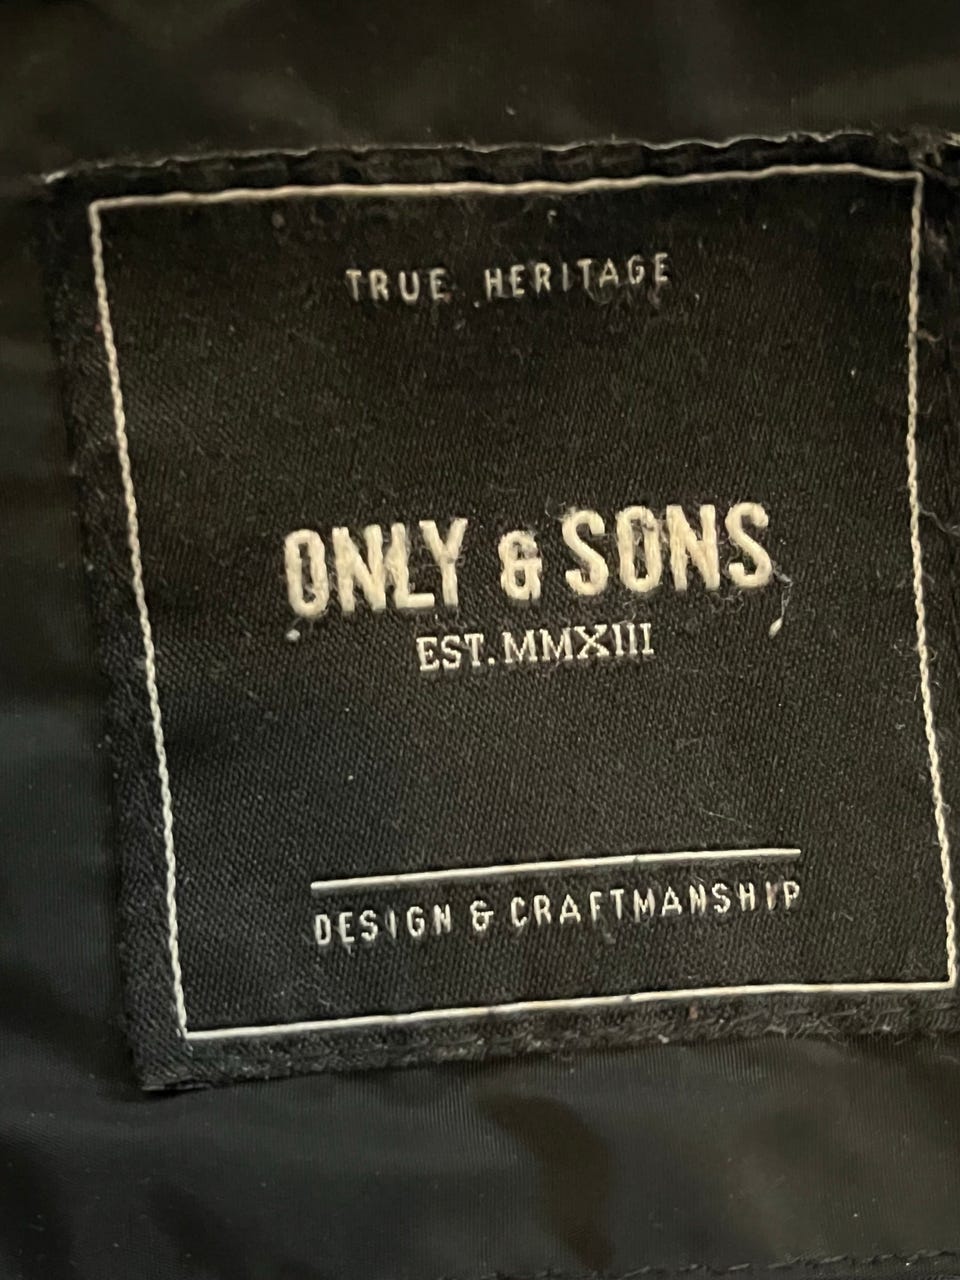 TRUE HERITAGE
ONLY & SONS
EST. MMXIII
DESIGN & CRAFTMANSHIP